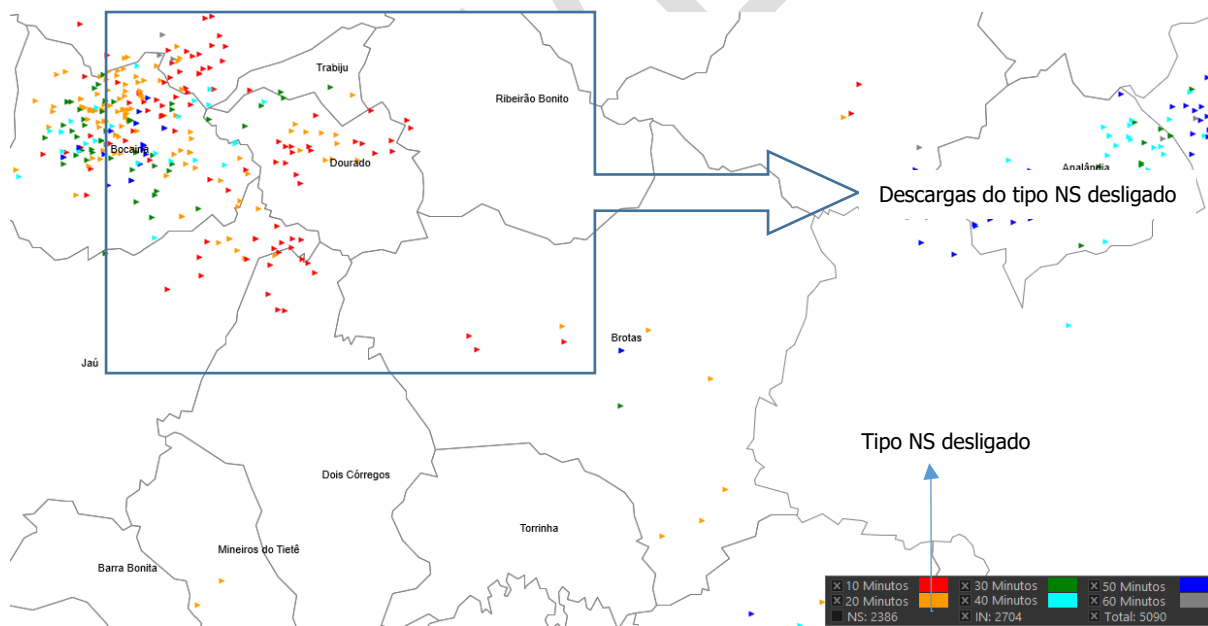 Trabiju
Ribeirão Bonito
Bocaina
Dourado
Analândia
Descargas do tipo NS desligado
Brotas
Jaú
Tipo NS desligado
Dois Córregos
Torrinha
Mineiros do Tietê
Barra Bonita
x 10 Minutos x 30 Minutos x 50 Minutos
x 20 Minutos x 40 Minutos x 60 Minutos
NS: 2386 x IN: 2704 x Total: 5090